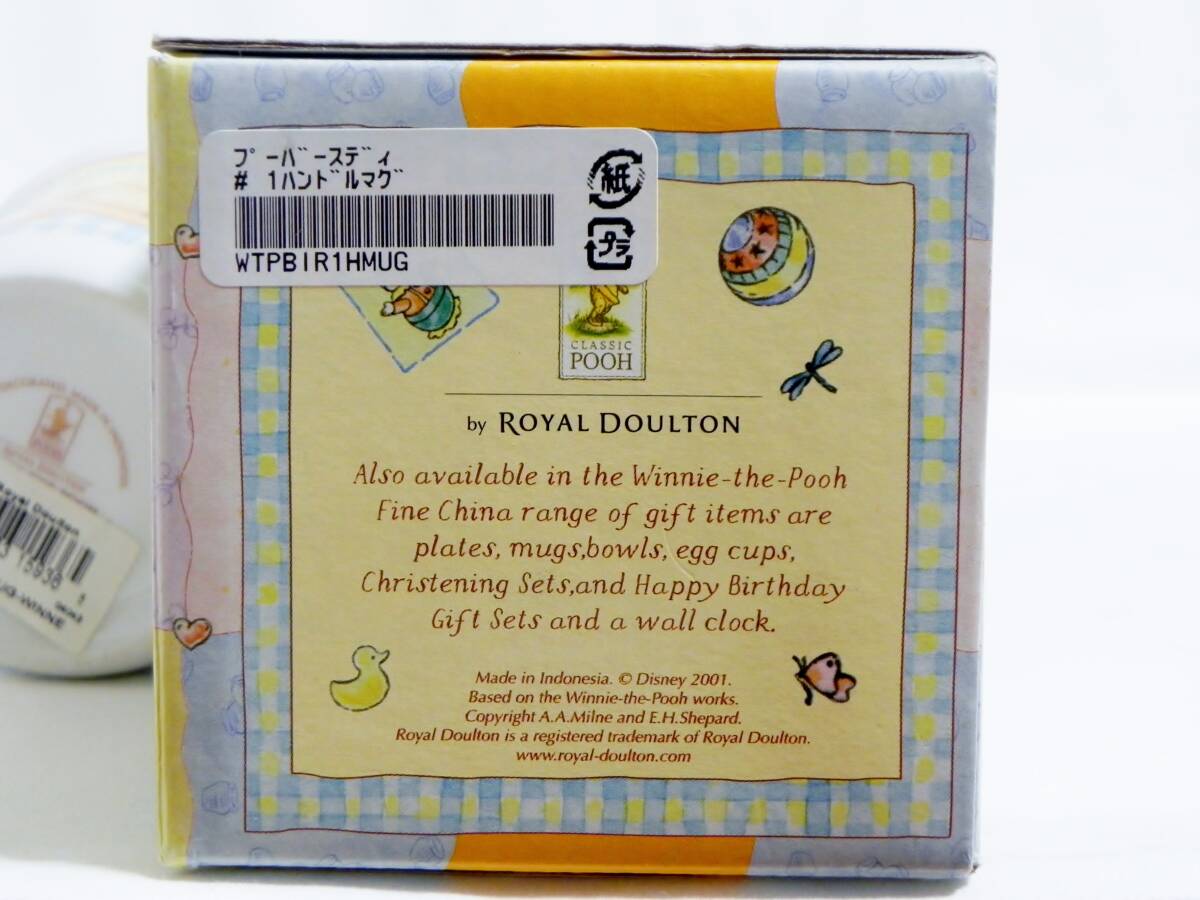 プーバースディ
# 1ハンドルマグ
WTPBIR1HMUG
紙
プラ
CLASSIC
POOH
by ROYAL DOULTON
Also available in the Winnie-the-Pooh
Fine China range of gift items are
plates, mugs,bowls, egg cups,
Christening Sets,and Happy Birthday
Gift Sets and a wall clock.
Made in Indonesia. © Disney 2001.
Based on the Winnie-the-Pooh works.
Copyright A.A.Milne and E.H.Shepard.
Royal Doulton is a registered trademark of Royal Doulton.
www.royal-doulton.com
Royal Doulton
15938